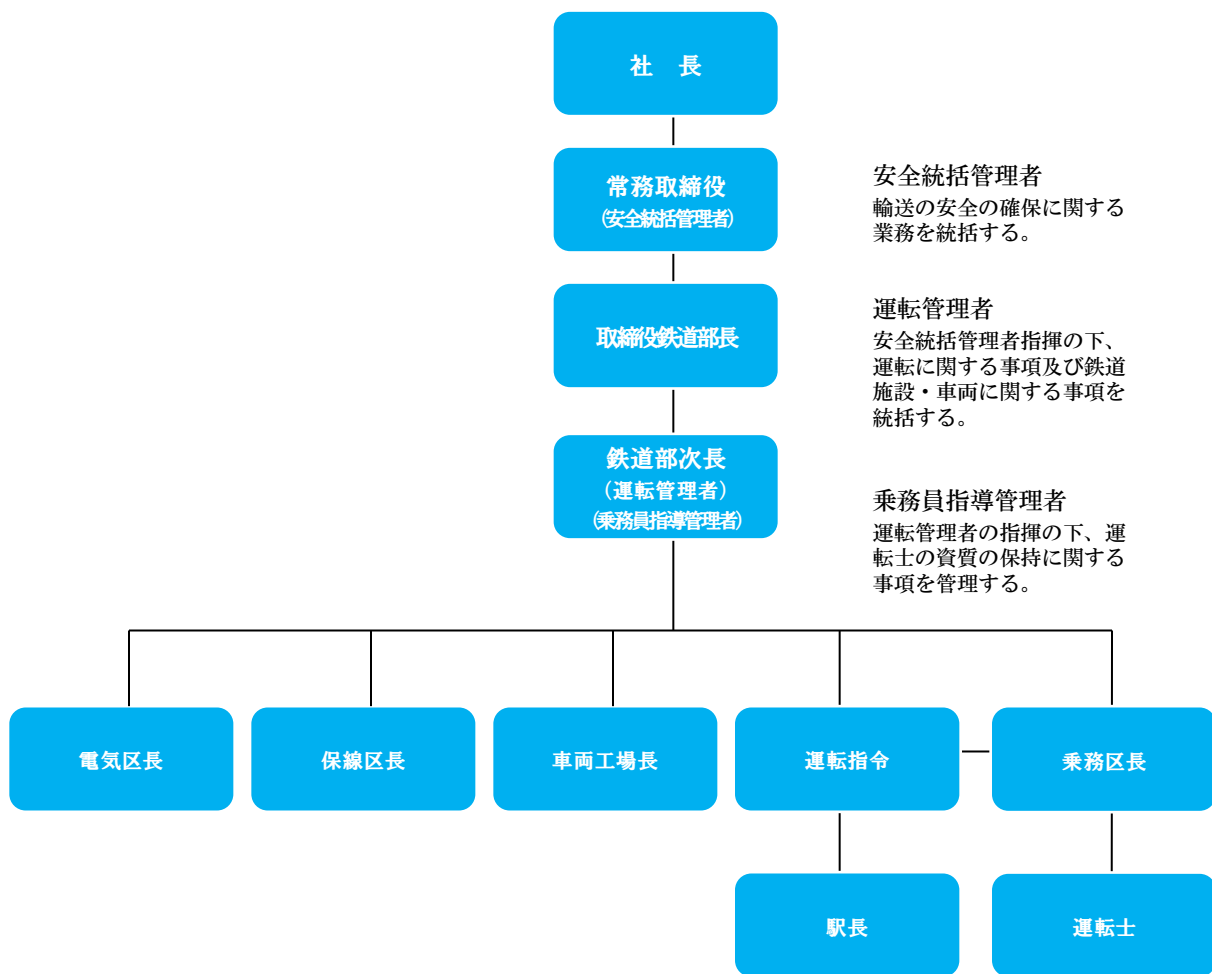 社　長
常務取締役
(安全統括管理者)
安全統括管理者
輸送の安全の確保に関する
業務を統括する。
取締役鉄道部長
運転管理者
安全統括管理者指揮の下、
運転に関する事項及び鉄道
施設・車両に関する事項を
統括する。
鉄道部次長
（運転管理者）
(乗務員指導管理者)
乗務員指導管理者
運転管理者の指揮の下、運
転士の資質の保持に関する
事項を管理する。
電気区長
保線区長
車両工場長
運転指令
乗務区長
駅長
運転士